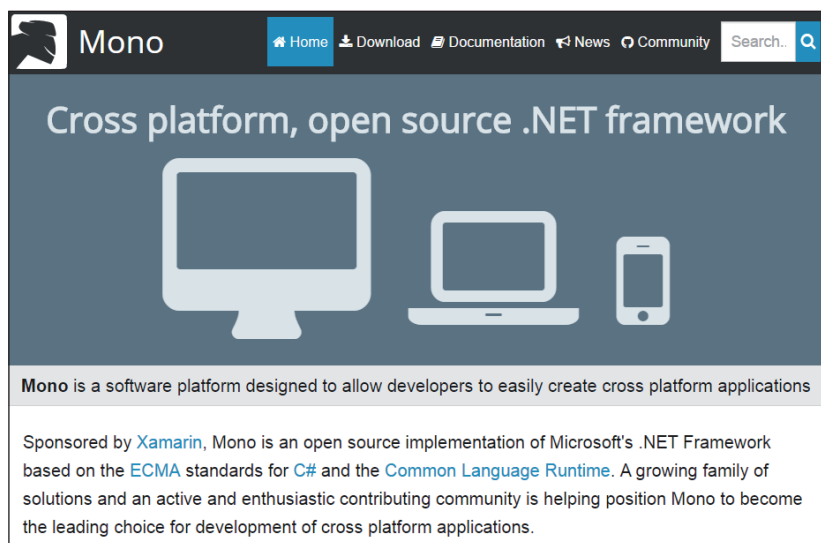 Mono
Home Download Documentation News Community Search..
Cross platform, open source .NET framework
Mono is a software platform designed to allow developers to easily create cross platform applications
Sponsored by Xamarin, Mono is an open source implementation of Microsoft's .NET Framework
based on the ECMA standards for C# and the Common Language Runtime. A growing family of
solutions and an active and enthusiastic contributing community is helping position Mono to become
the leading choice for development of cross platform applications.